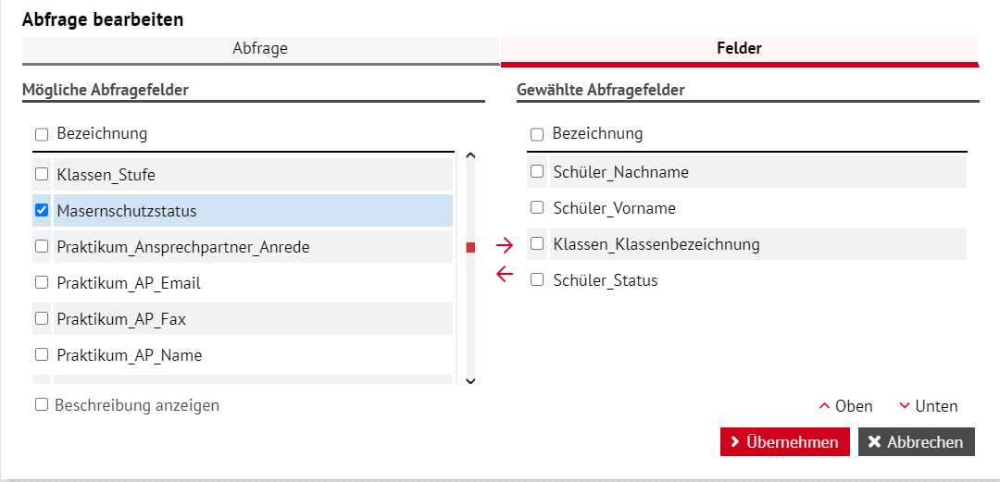 Abfrage bearbeiten
Abfrage
Felder
Mögliche Abfragefelder
Bezeichnung
Klassen_Stufe
Masernschutzstatus
Praktikum_Ansprechpartner_Anrede
Praktikum_AP_Email
Praktikum_AP_Fax
Praktikum_AP_Name
Beschreibung anzeigen
Gewählte Abfragefelder
Bezeichnung
Schüler_Nachname
Schüler_Vorname
Klassen_Klassenbezeichnung
Schüler_Status
Oben
Unten
Übernehmen
Abbrechen